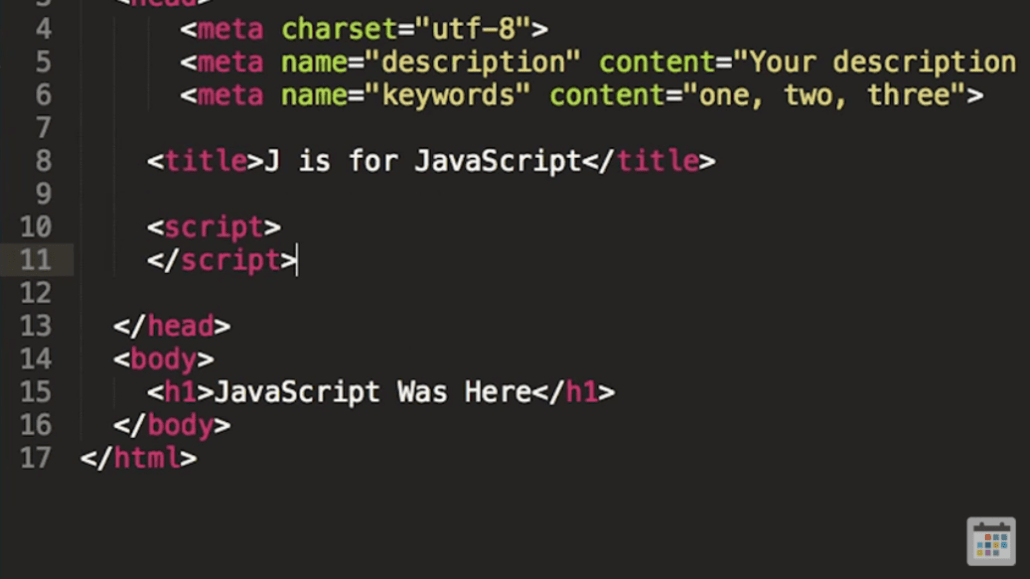 3 <head>
4 <meta charset="utf-8">
5 <meta name="description" content="Your description
6 <meta name="keywords" content="one, two, three">
7
8 <title>J is for JavaScript</title>
9
10 <script>
11 </script>
12
13 </head>
14 <body>
15 <h1>JavaScript Was Here</h1>
16 </body>
17 </html>